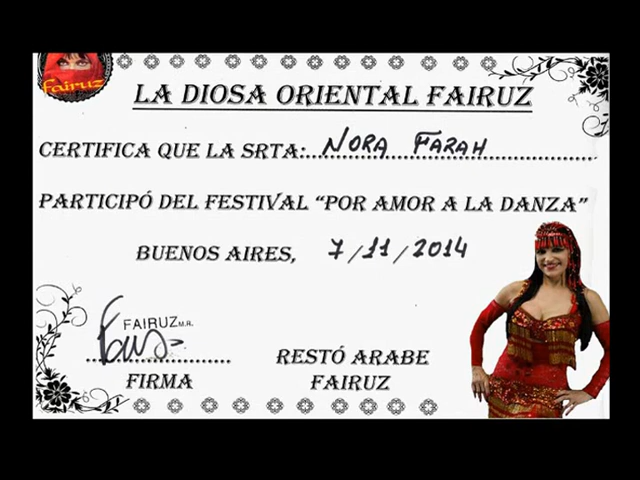 fairuz
LA DIOSA ORIENTAL FAIRUZ
CERTIFICA QUE LA SRTA: NORA FARAH
PARTICIPÓ DEL FESTIVAL “POR AMOR A LA DANZA”
BUENOS AIRES, 7/11/2014
FAIRUZ M.R.
FIRMA
RESTÓ ARABE
FAIRUZ